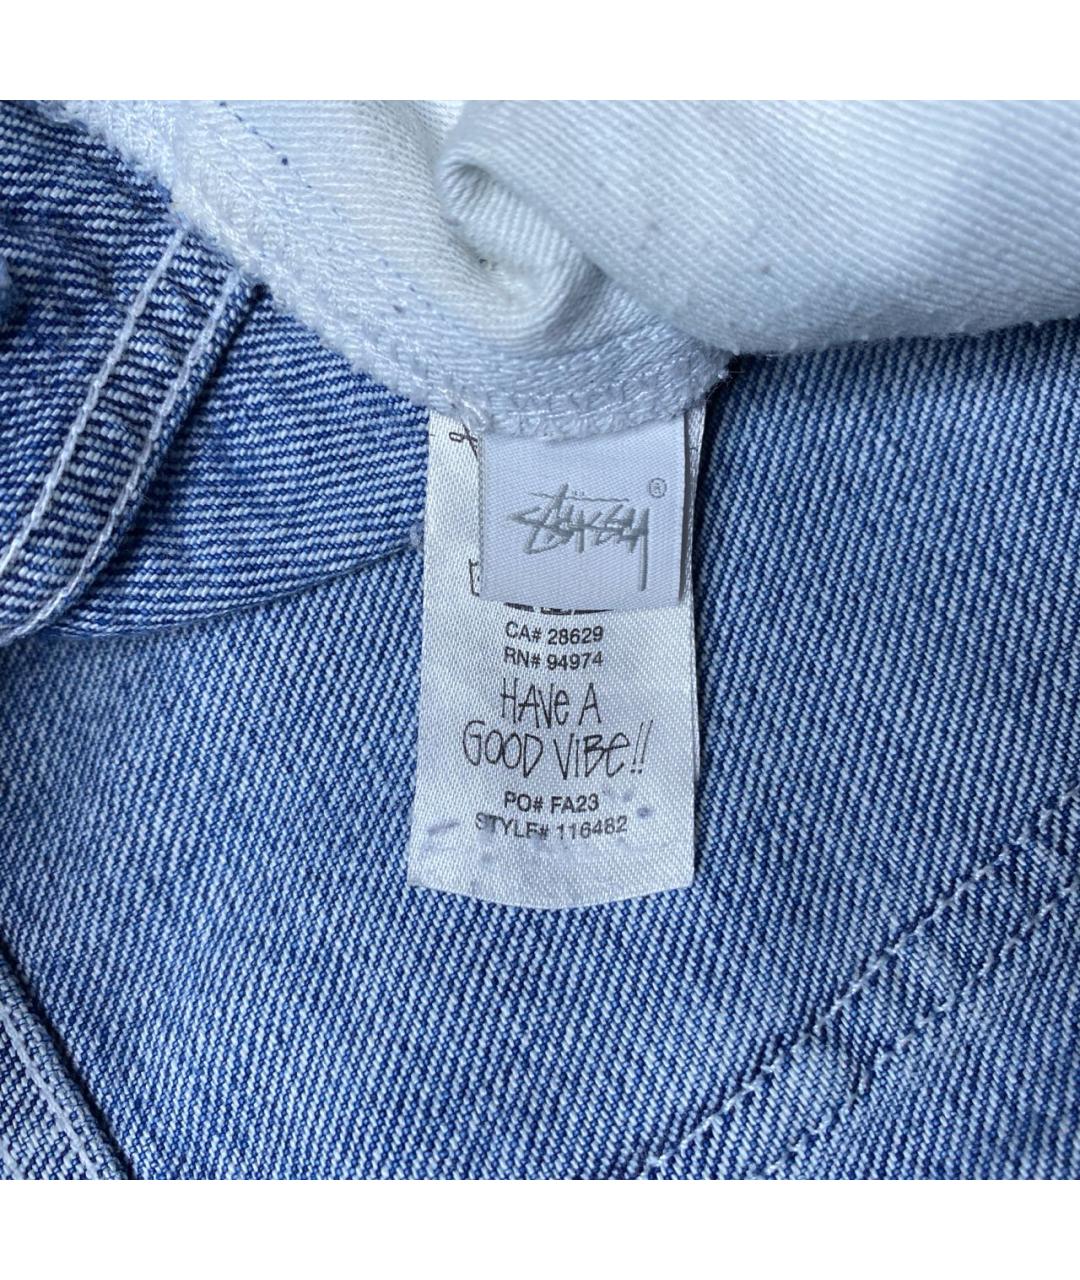 STÜSSY ®
CA# 28629
RN# 94974
HAVE A
GOOD VIBE!!
PO# FA23
STYLE# 116482